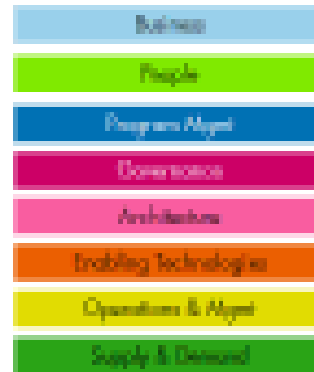 Business
People
Program Mgmt
Governance
Architecture
Enabling Technologies
Operations & Mgmt
Supply & Demand